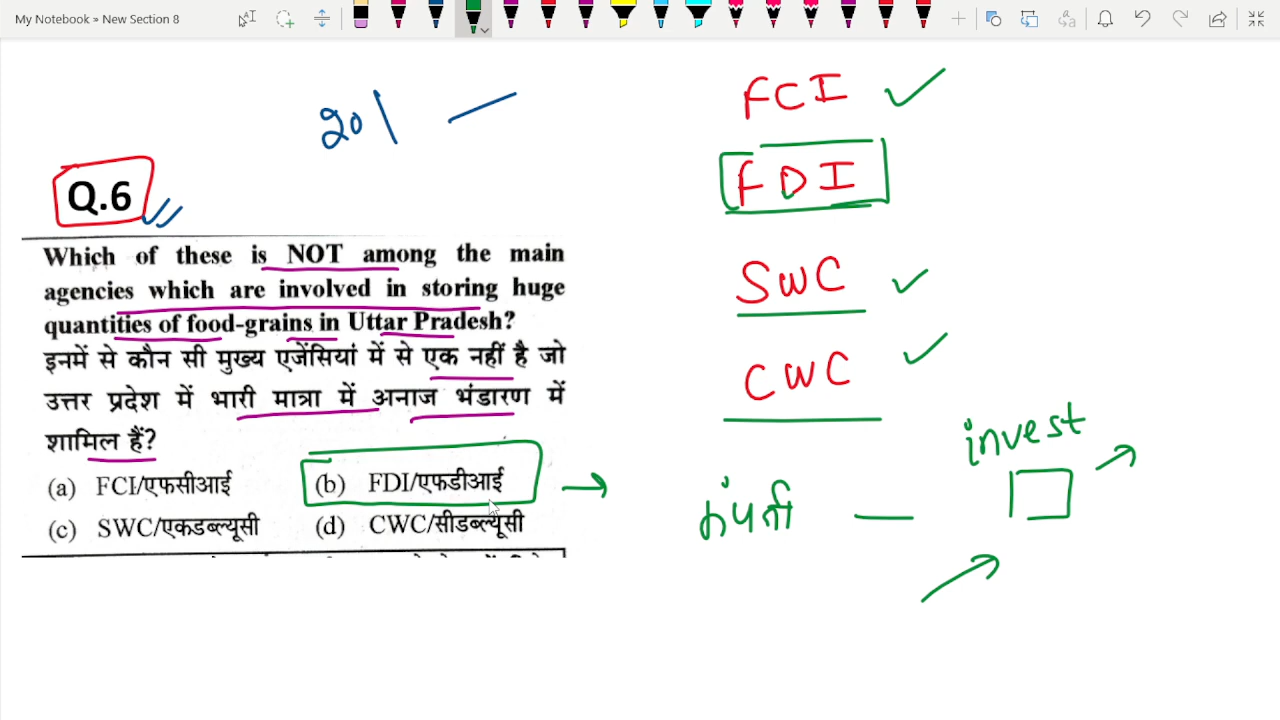 My Notebook » New Section 8
20
Q.6
Which of these is NOT among the main
agencies which are involved in storing huge
quantities of food-grains in Uttar Pradesh?
इनमें से कौन सी मुख्य एजेंसियां में से एक नहीं है जो
उत्तर प्रदेश में भारी मात्रा में अनाज भंडारण में
शामिल हैं?
(a) FCI/एफसीआई
(b) FDI/एफडीआई
(c) SWC/एकडब्ल्यूसी
(d) CWC/सीडब्ल्यूसी
FCI
FDI
SWC
CWC
invest